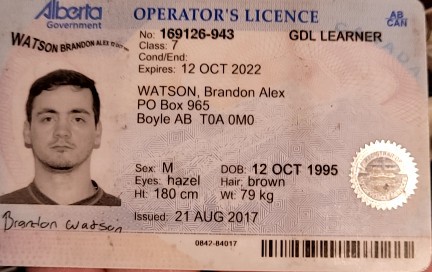 Alberta
Government
OPERATOR'S LICENCE
AB
CAN
No: 169126-943 GDL LEARNER
WATSON BRANDON ALEX
Class: 7
Cond/End:
Expires: 12 OCT 2022
WATSON, Brandon Alex
PO Box 965
Boyle AB T0A 0M0
Sex: M DOB: 12 OCT 1995
Eyes: hazel Hair: brown
Ht: 180 cm Wt: 79 kg
Issued: 21 AUG 2017
Brandon Watson
0842-84017